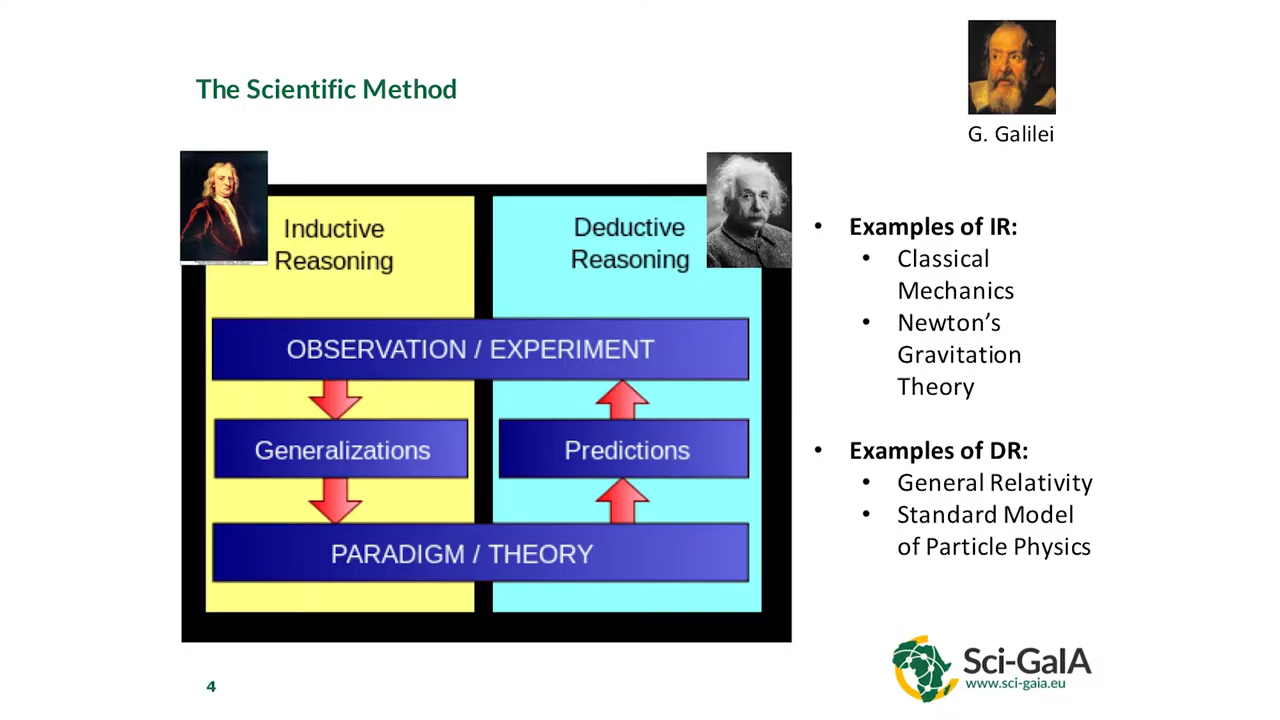 The Scientific Method
G. Galilei
Inductive
Reasoning
Deductive
Reasoning
OBSERVATION / EXPERIMENT
Generalizations
Predictions
PARADIGM / THEORY
• Examples of IR:
• Classical
Mechanics
• Newton’s
Gravitation
Theory
• Examples of DR:
• General Relativity
• Standard Model
of Particle Physics
4
Sci-GaIA
www.sci-gaia.eu